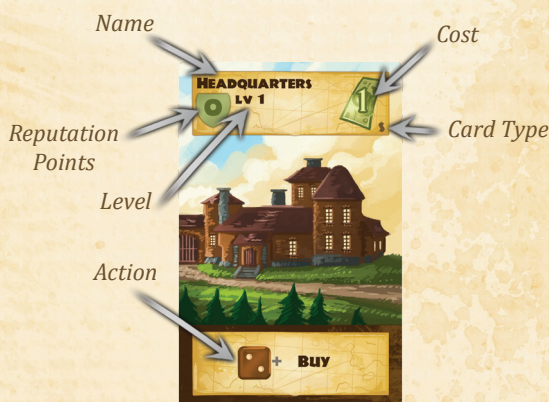 Name
Cost
HEADQUARTERS
LV 1
0
1
$
Reputation
Points
Card Type
Level
Action
+ BUY